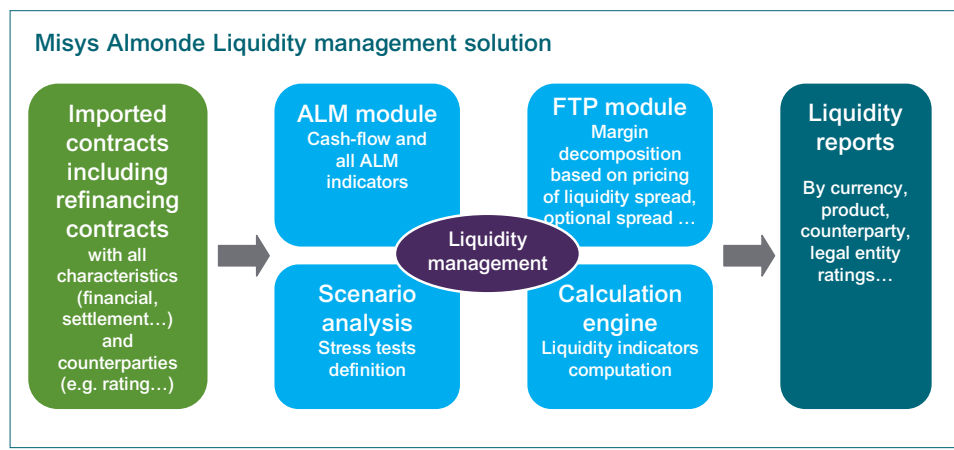 Misys Almonde Liquidity management solution
Imported
contracts
including
refinancing
contracts
with all
characteristics
(financial,
settlement…)
and
counterparties
(e.g. rating…)
ALM module
Cash-flow and
all ALM
indicators
FTP module
Margin
decomposition
based on pricing
of liquidity spread,
optional spread …
Liquidity
management
Scenario
analysis
Stress tests
definition
Calculation
engine
Liquidity indicators
computation
Liquidity
reports
By currency,
product,
counterparty,
legal entity
ratings…